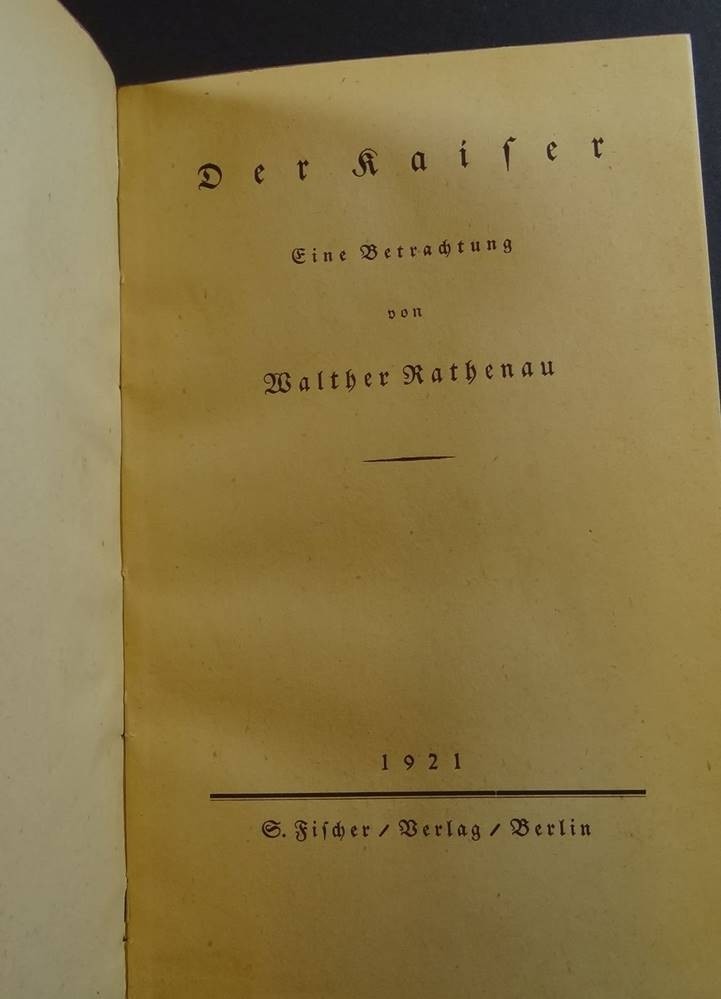 Der Kaiſer
Eine Betrachtung
von
Walther Rathenau
1921
S. Fiſcher / Verlag / Berlin